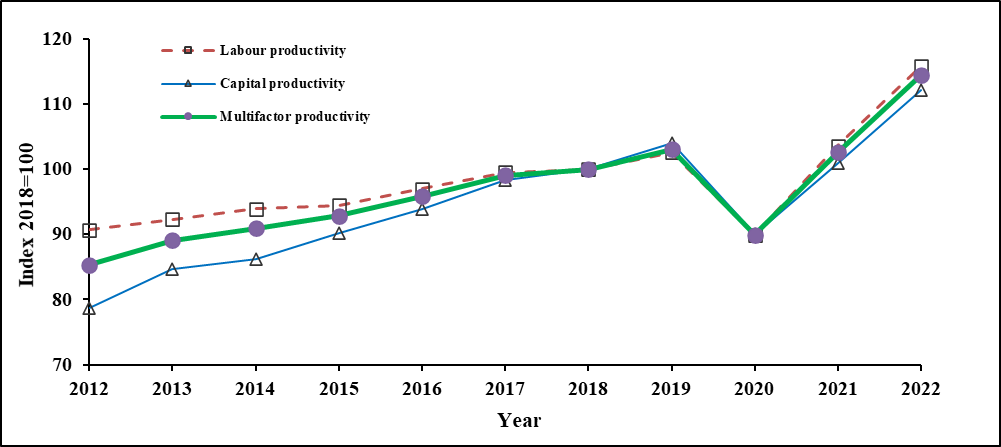 120
110
100
90
80
70
Index 2018=100
Labour productivity
Capital productivity
Multifactor productivity
2012 2013 2014 2015 2016 2017 2018 2019 2020 2021 2022
Year